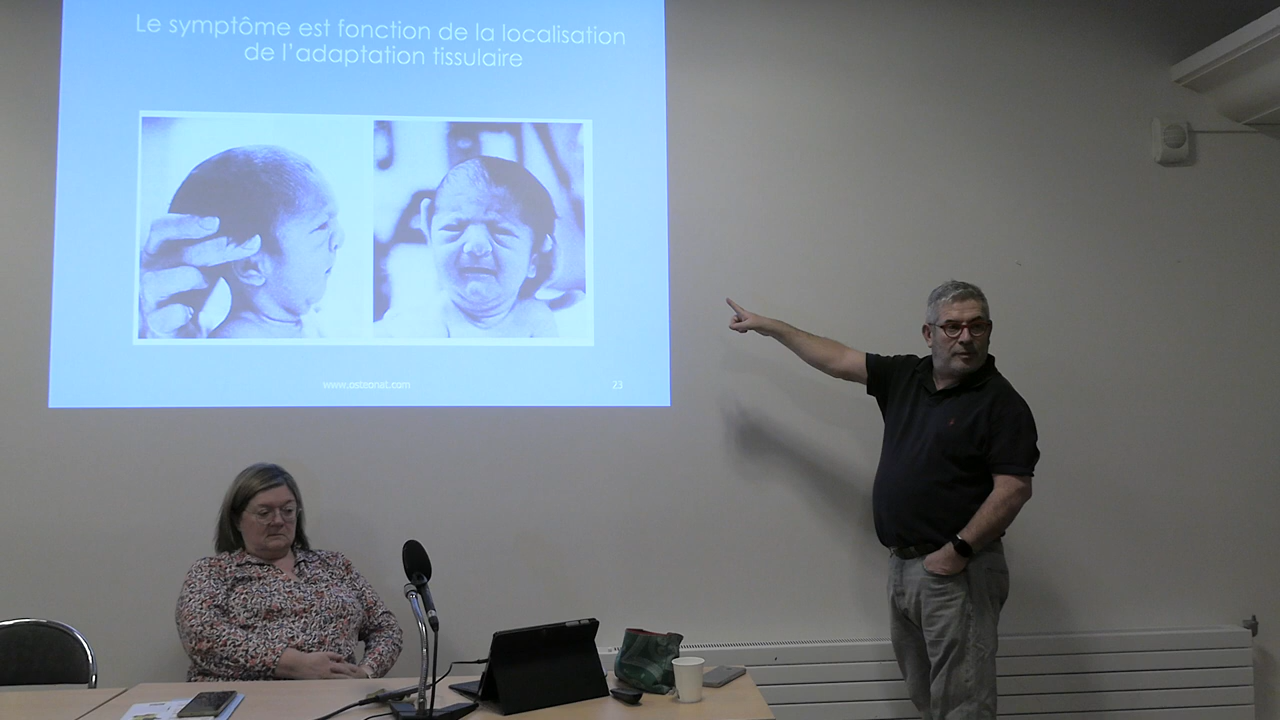 Le symptôme est fonction de la localisation
de l'adaptation tissulaire
www.osteonat.com
23